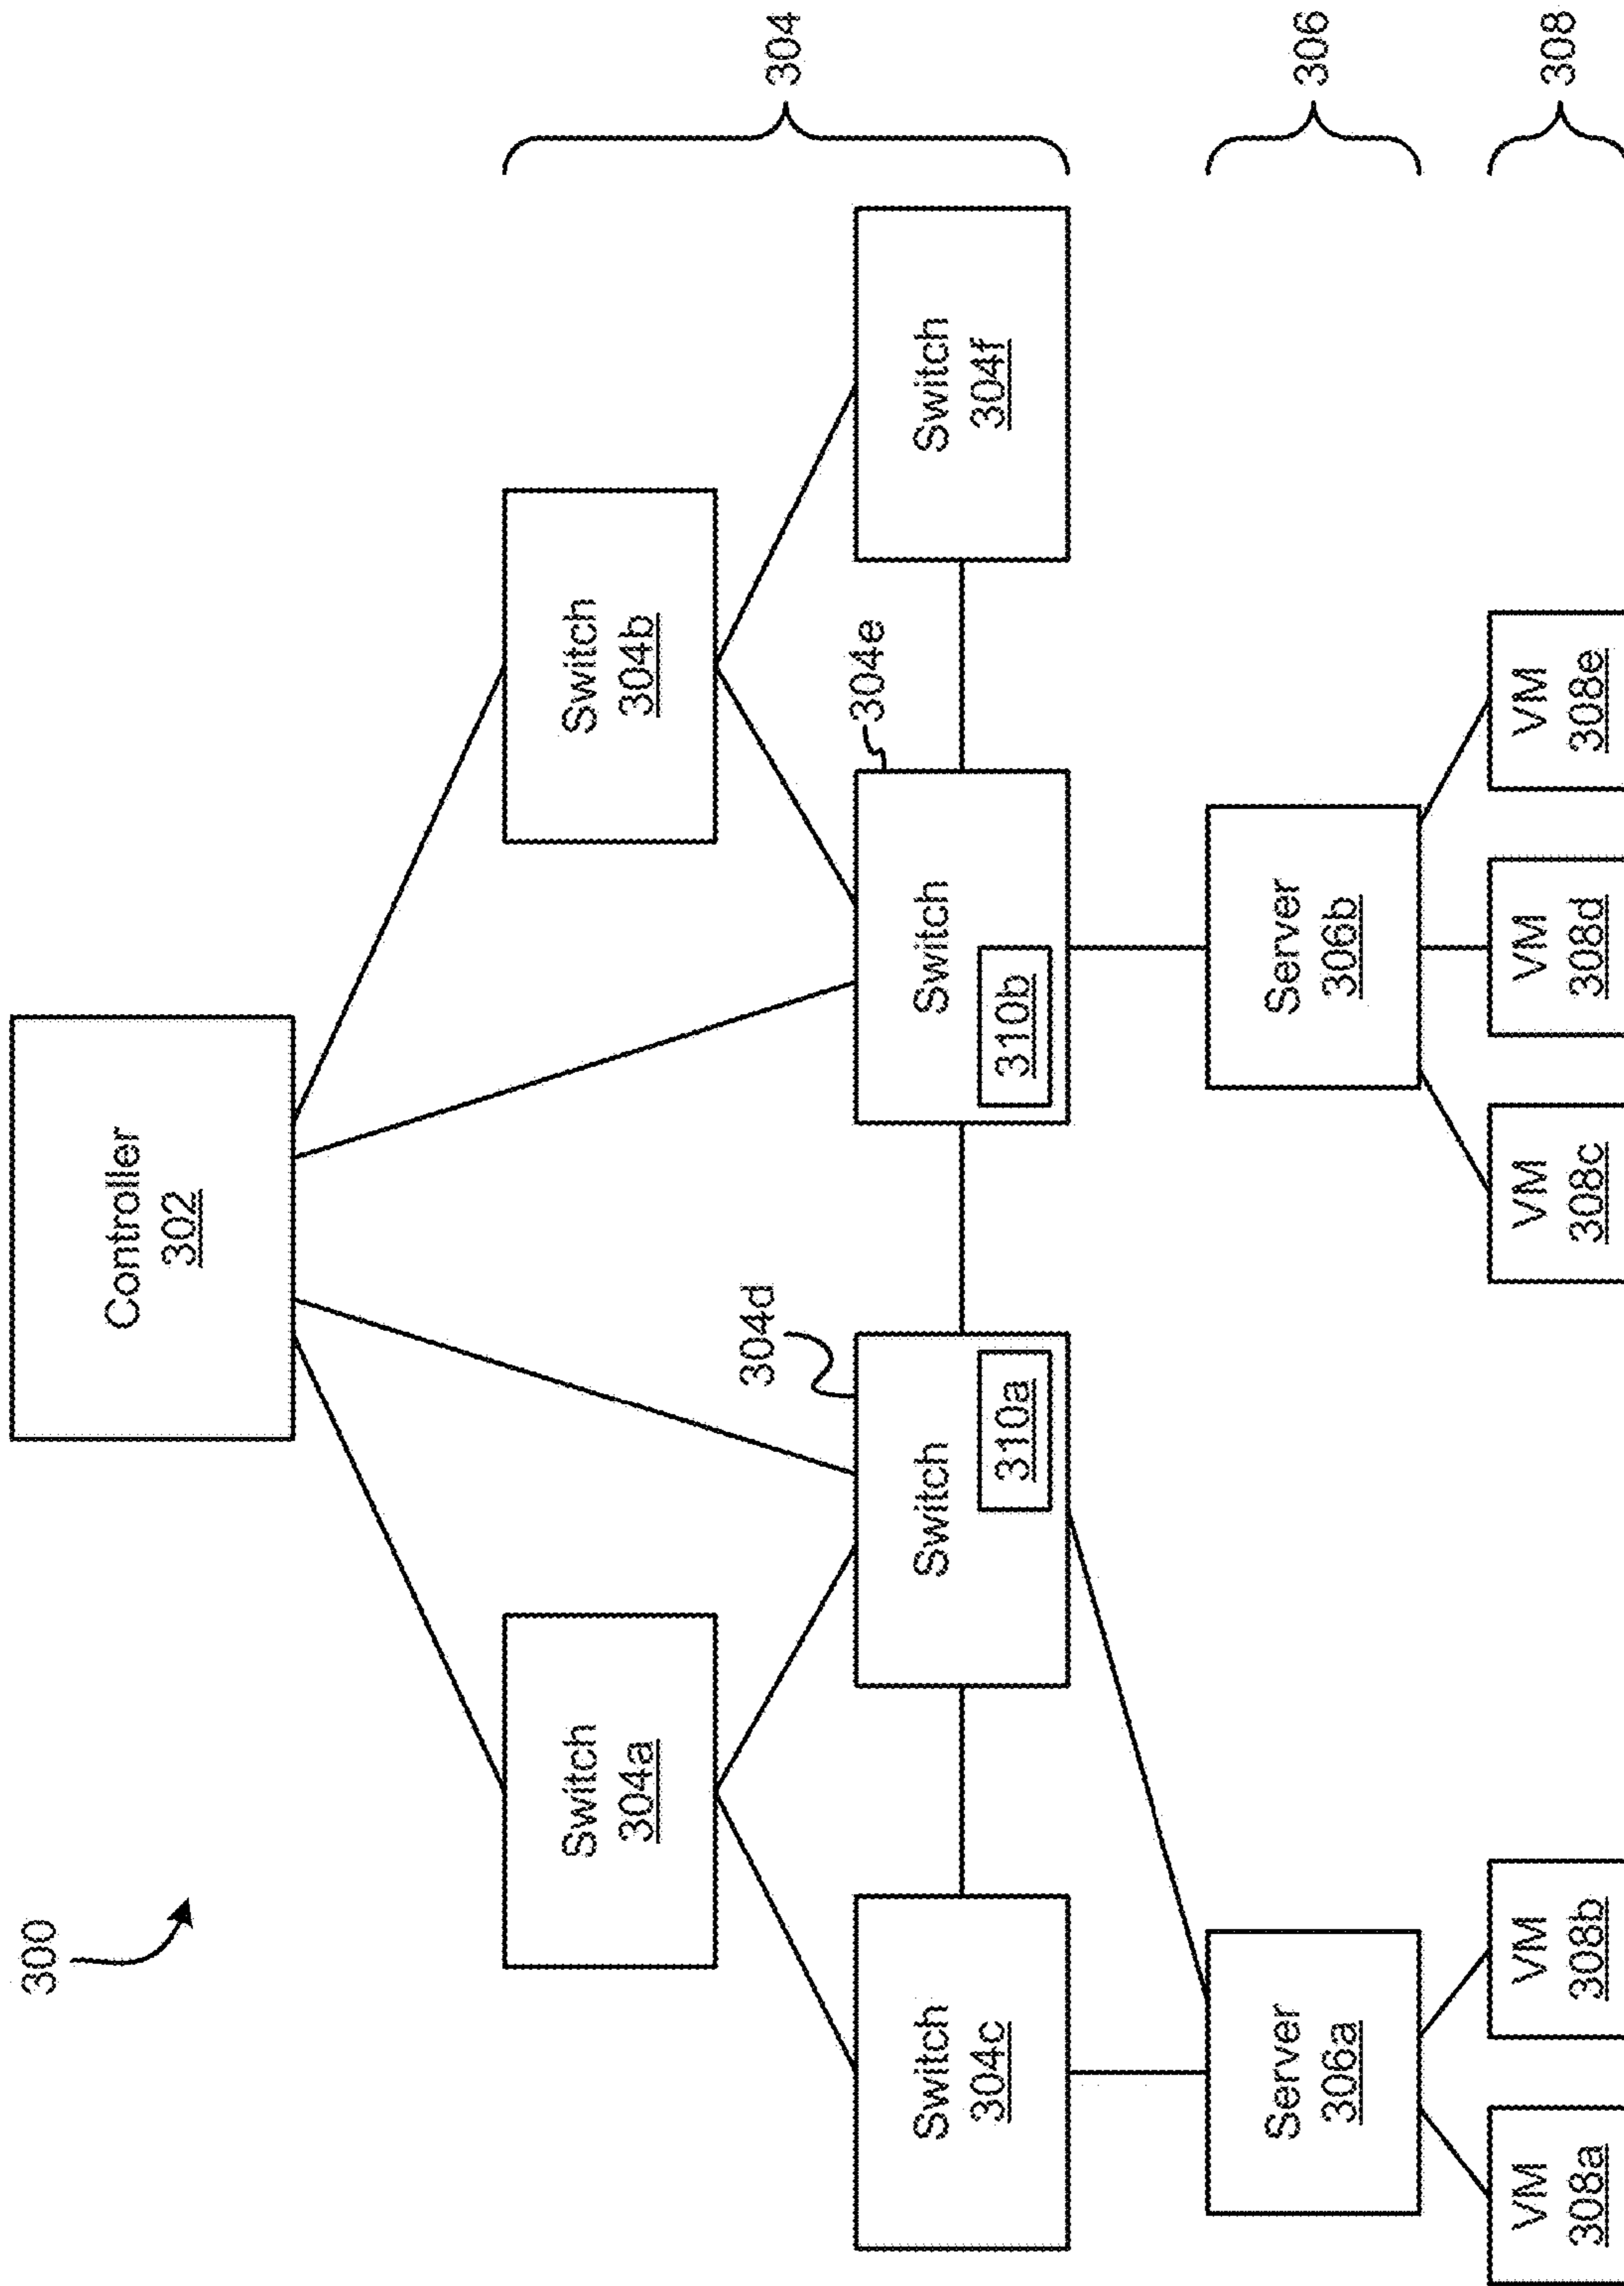 300
Controller
302
Switch
304a
Switch
304b
304
304d
304e
Switch
304c
Switch
310a
Switch
310b
Switch
304f
Server
306a
Server
306b
306
VM
308a
VM
308b
VM
308c
VM
308d
VM
308e
308